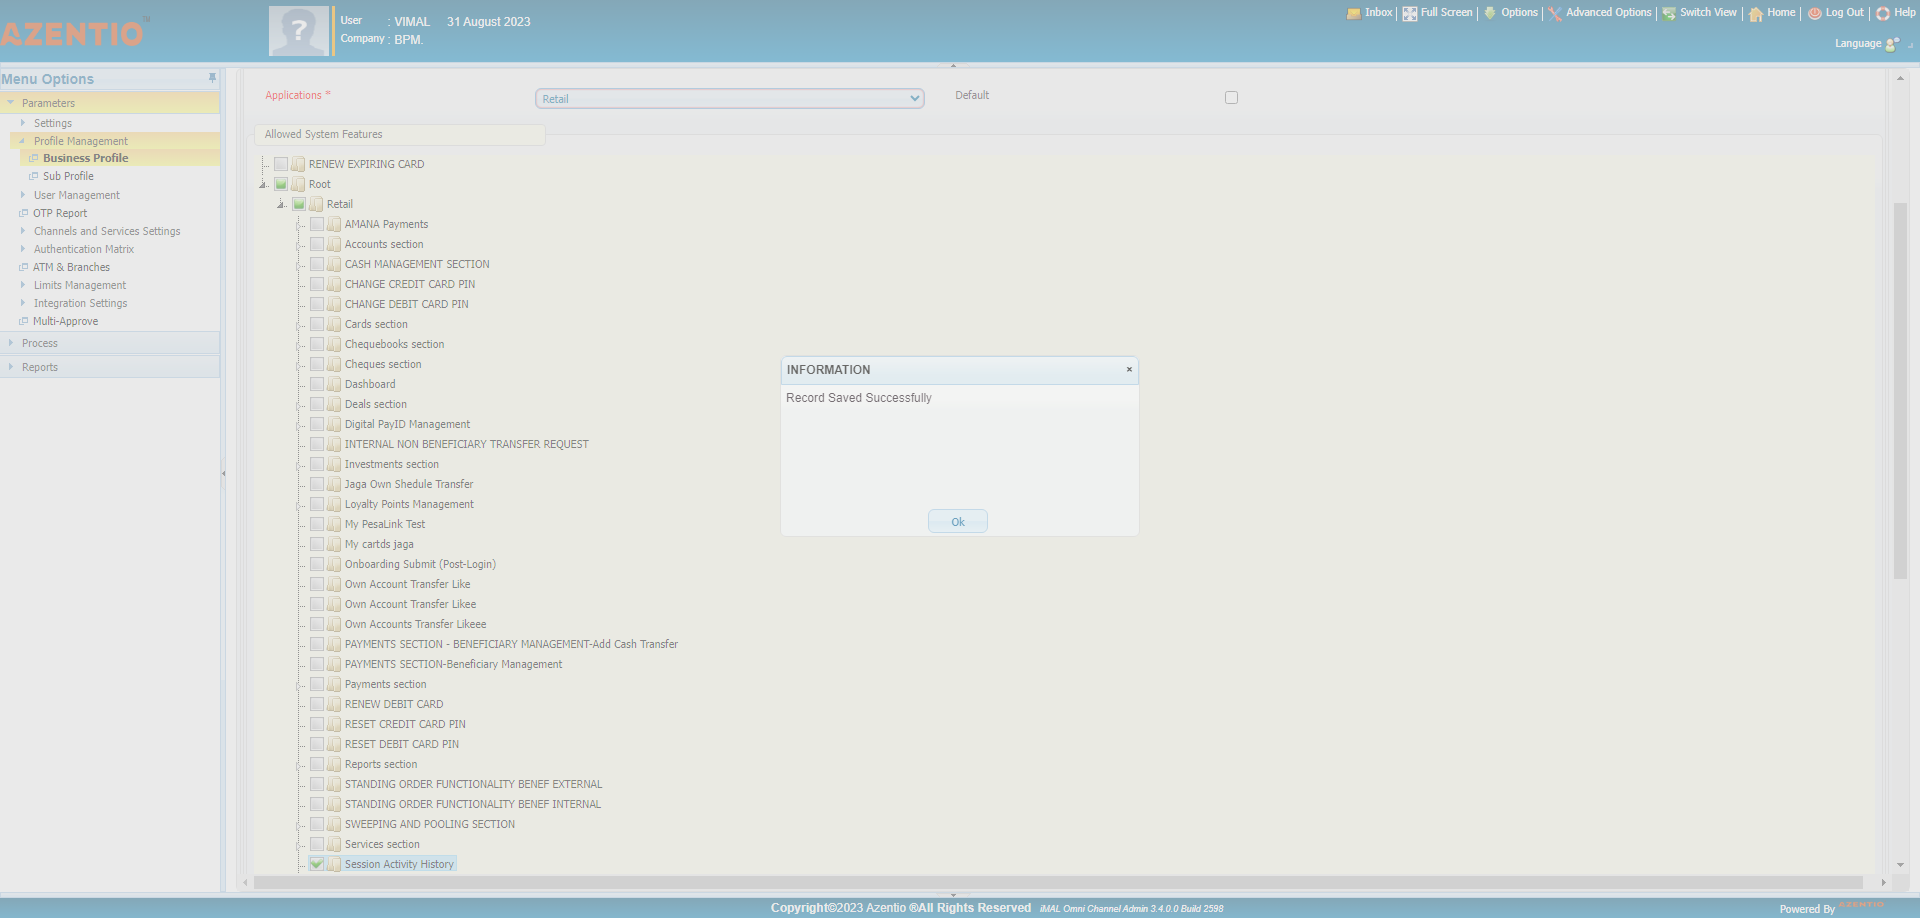 AZENTIO
User : VIMAL 31 August 2023
Company : BPM.
Inbox Full Screen Options Advanced Options Switch View Home Log Out Help
Language
Menu Options
Parameters
Settings
Profile Management
Business Profile
Sub Profile
User Management
OTP Report
Channels and Services Settings
Authentication Matrix
ATM & Branches
Limits Management
Integration Settings
Multi-Approve
Process
Reports
Applications * Retail Default
Allowed System Features
RENEW EXPIRING CARD
Root
Retail
AMANA Payments
Accounts section
CASH MANAGEMENT SECTION
CHANGE CREDIT CARD PIN
CHANGE DEBIT CARD PIN
Cards section
Chequebooks section
Cheques section
Dashboard
Deals section
Digital PayID Management
INTERNAL NON BENEFICIARY TRANSFER REQUEST
Investments section
Jaga Own Shedule Transfer
Loyalty Points Management
My PesaLink Test
My cartds jaga
Onboarding Submit (Post-Login)
Own Account Transfer Like
Own Account Transfer Likee
Own Accounts Transfer Likeee
PAYMENTS SECTION - BENEFICIARY MANAGEMENT-Add Cash Transfer
PAYMENTS SECTION-Beneficiary Management
Payments section
RENEW DEBIT CARD
RESET CREDIT CARD PIN
RESET DEBIT CARD PIN
Reports section
STANDING ORDER FUNCTIONALITY BENEF EXTERNAL
STANDING ORDER FUNCTIONALITY BENEF INTERNAL
SWEEPING AND POOLING SECTION
Services section
Session Activity History
INFORMATION
Record Saved Successfully
Ok
Copyright©2023 Azentio ®All Rights Reserved iMAL Omni Channel Admin 3.4.0.0 Build 2598
Powered By AZENTIO